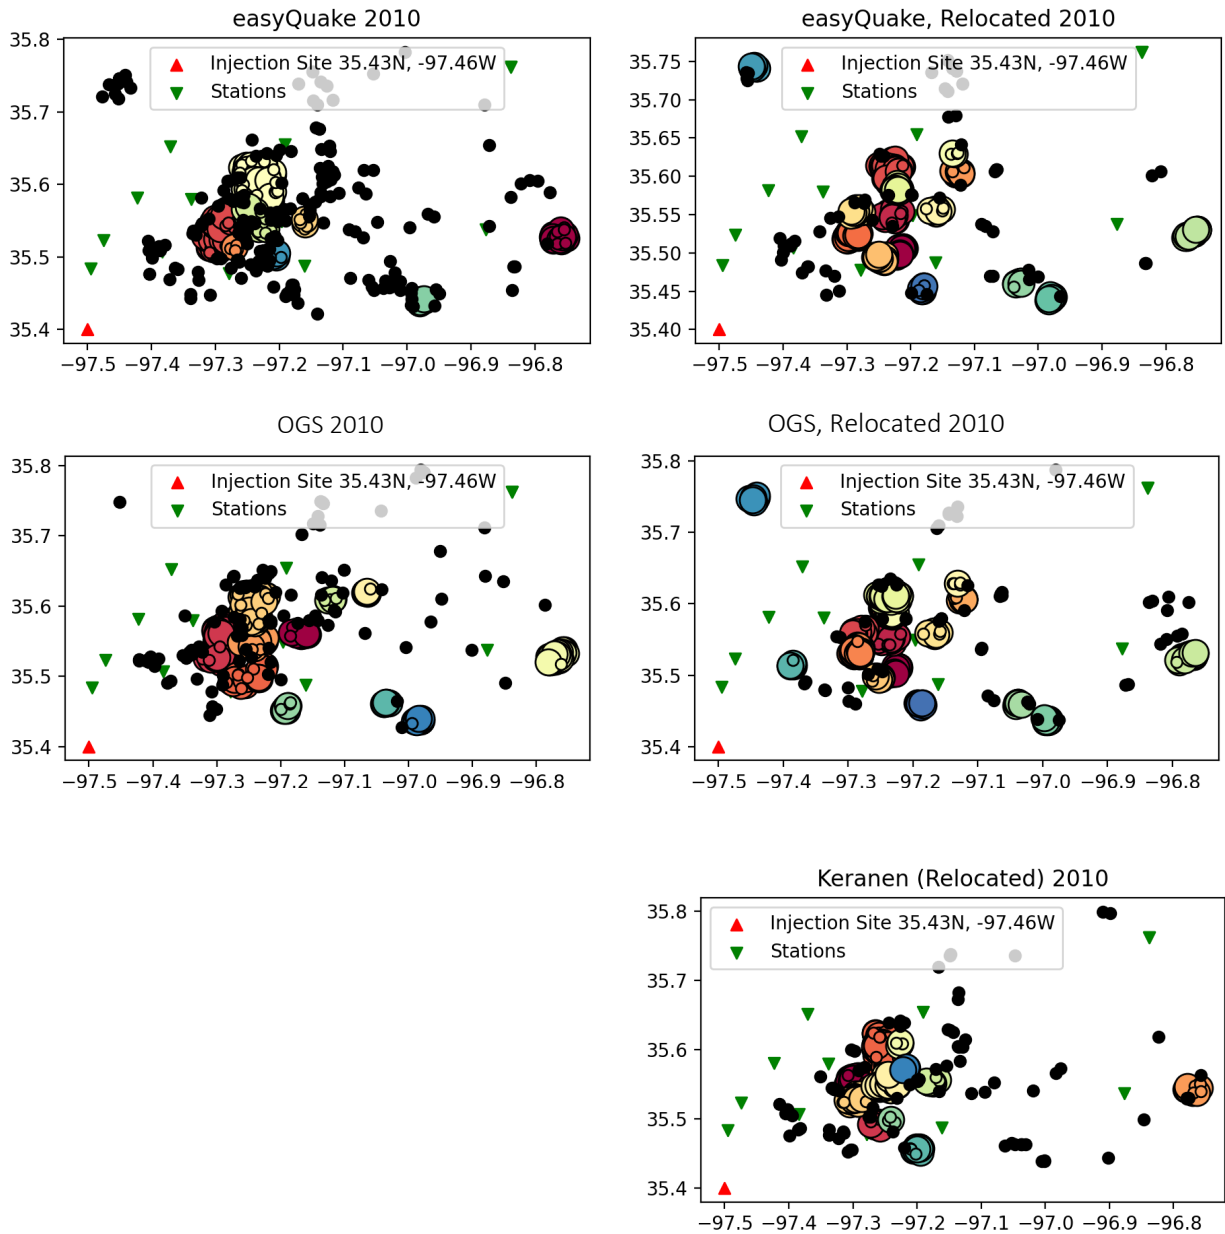 easyQuake 2010
35.8
35.7
35.6
35.5
35.4
Injection Site 35.43N, -97.46W
Stations
−97.5 −97.4 −97.3 −97.2 −97.1 −97.0 −96.9 −96.8
easyQuake, Relocated 2010
35.75
35.70
35.65
35.60
35.55
35.50
35.45
35.40
Injection Site 35.43N, -97.46W
Stations
−97.5 −97.4 −97.3 −97.2 −97.1 −97.0 −96.9 −96.8
OGS 2010
35.8
35.7
35.6
35.5
35.4
Injection Site 35.43N, -97.46W
Stations
−97.5 −97.4 −97.3 −97.2 −97.1 −97.0 −96.9 −96.8
OGS, Relocated 2010
35.8
35.7
35.6
35.5
35.4
Injection Site 35.43N, -97.46W
Stations
−97.5 −97.4 −97.3 −97.2 −97.1 −97.0 −96.9 −96.8
Keranen (Relocated) 2010
35.8
35.7
35.6
35.5
35.4
Injection Site 35.43N, -97.46W
Stations
−97.5 −97.4 −97.3 −97.2 −97.1 −97.0 −96.9 −96.8